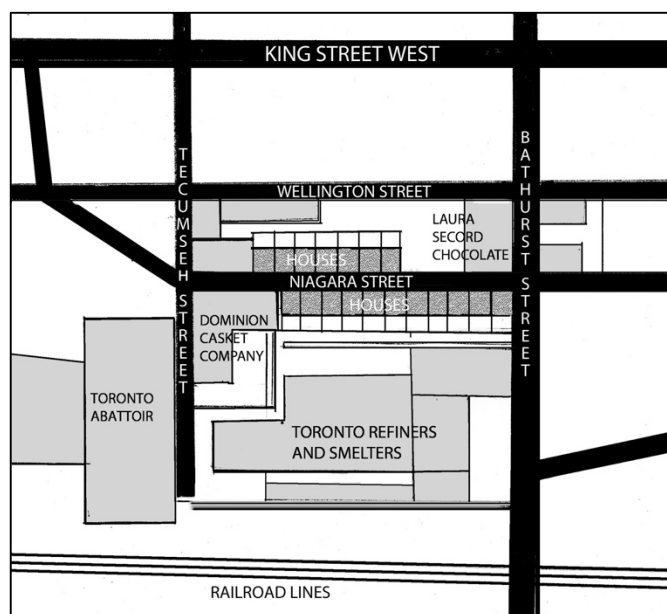 KING STREET WEST
TECUMSEH STREET
BATHURST STREET
WELLINGTON STREET
LAURA
SECORD
CHOCOLATE
HOUSES
NIAGARA STREET
HOUSES
DOMINION
CASKET
COMPANY
TORONTO
ABATTOIR
TORONTO REFINERS
AND SMELTERS
RAILROAD LINES